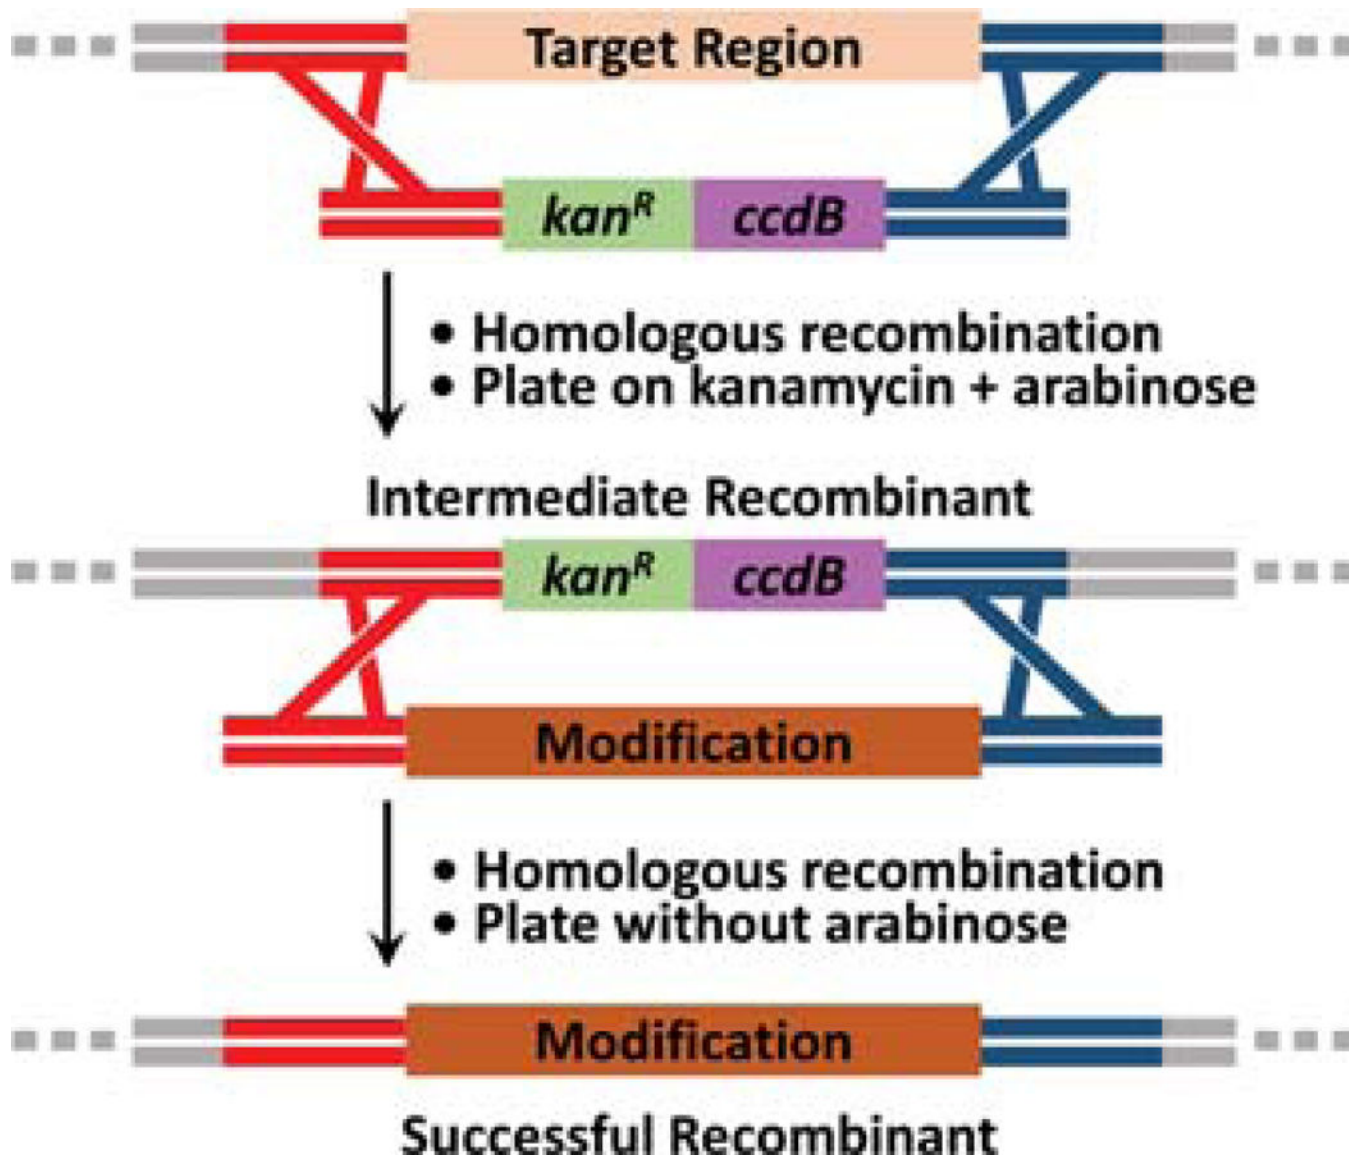 Target Region
kanᴿ ccdB
• Homologous recombination
• Plate on kanamycin + arabinose
Intermediate Recombinant
kanᴿ ccdB
Modification
• Homologous recombination
• Plate without arabinose
Modification
Successful Recombinant